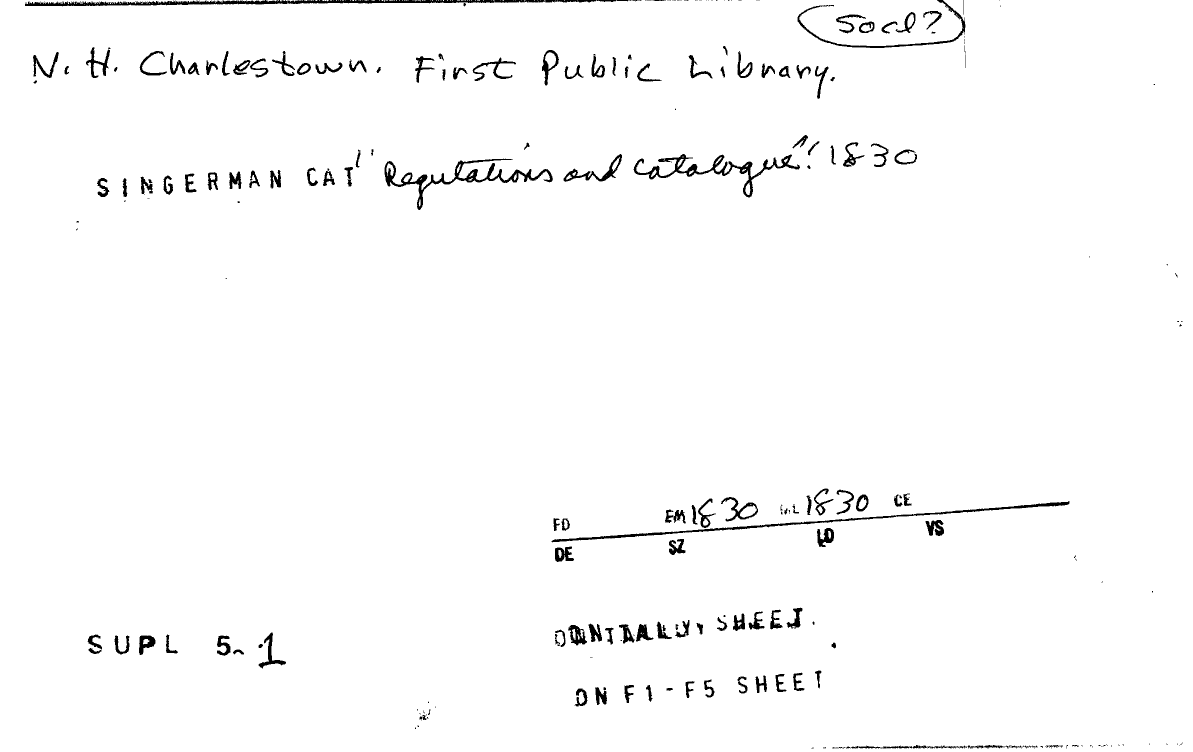 Socl?
N. H. Charlestown. First Public Library.
SINGERMAN CAT "Regulations and catalogue". 1830
FD EM 1830 1830 CE
DE SZ LD VS
SUPL 5. 1
ON TALLY SHEET
ON F1-F5 SHEET